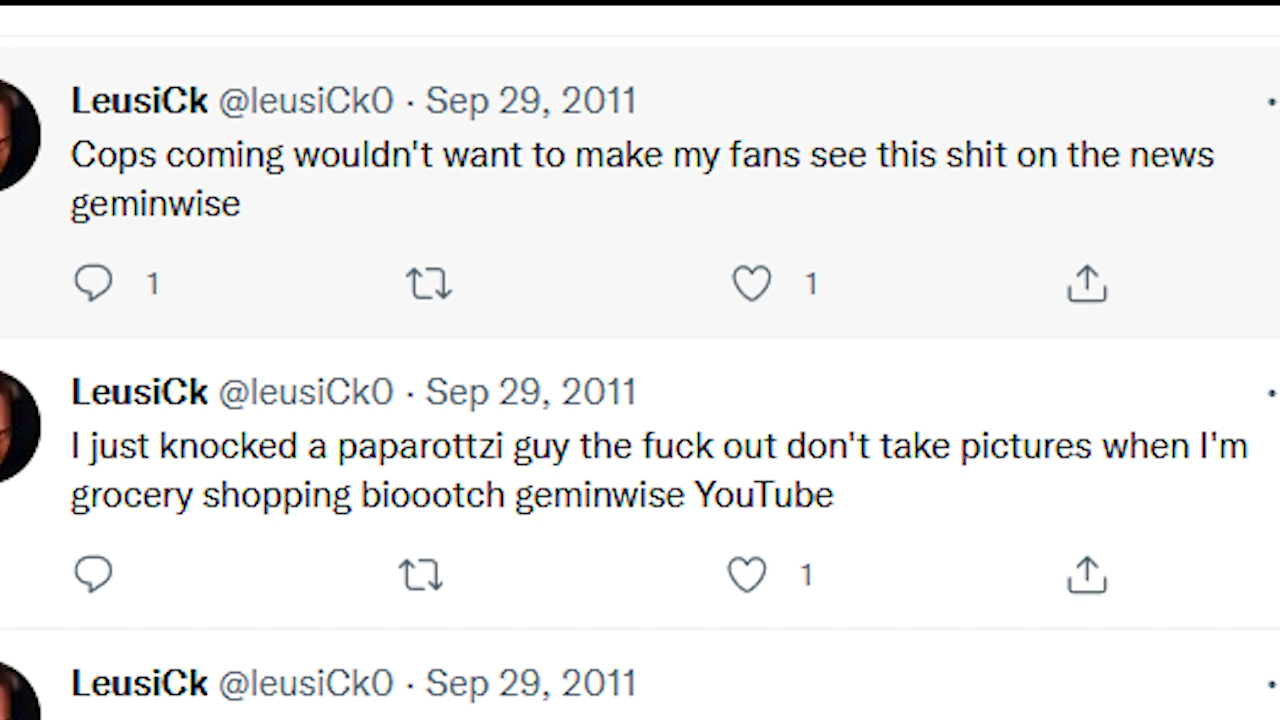 LeusiCk @leusiCk0 · Sep 29, 2011
Cops coming wouldn't want to make my fans see this shit on the news
geminwise
1 1
LeusiCk @leusiCk0 · Sep 29, 2011
I just knocked a paparottzi guy the fuck out don't take pictures when I'm
grocery shopping bioootch geminwise YouTube
1
LeusiCk @leusiCk0 · Sep 29, 2011